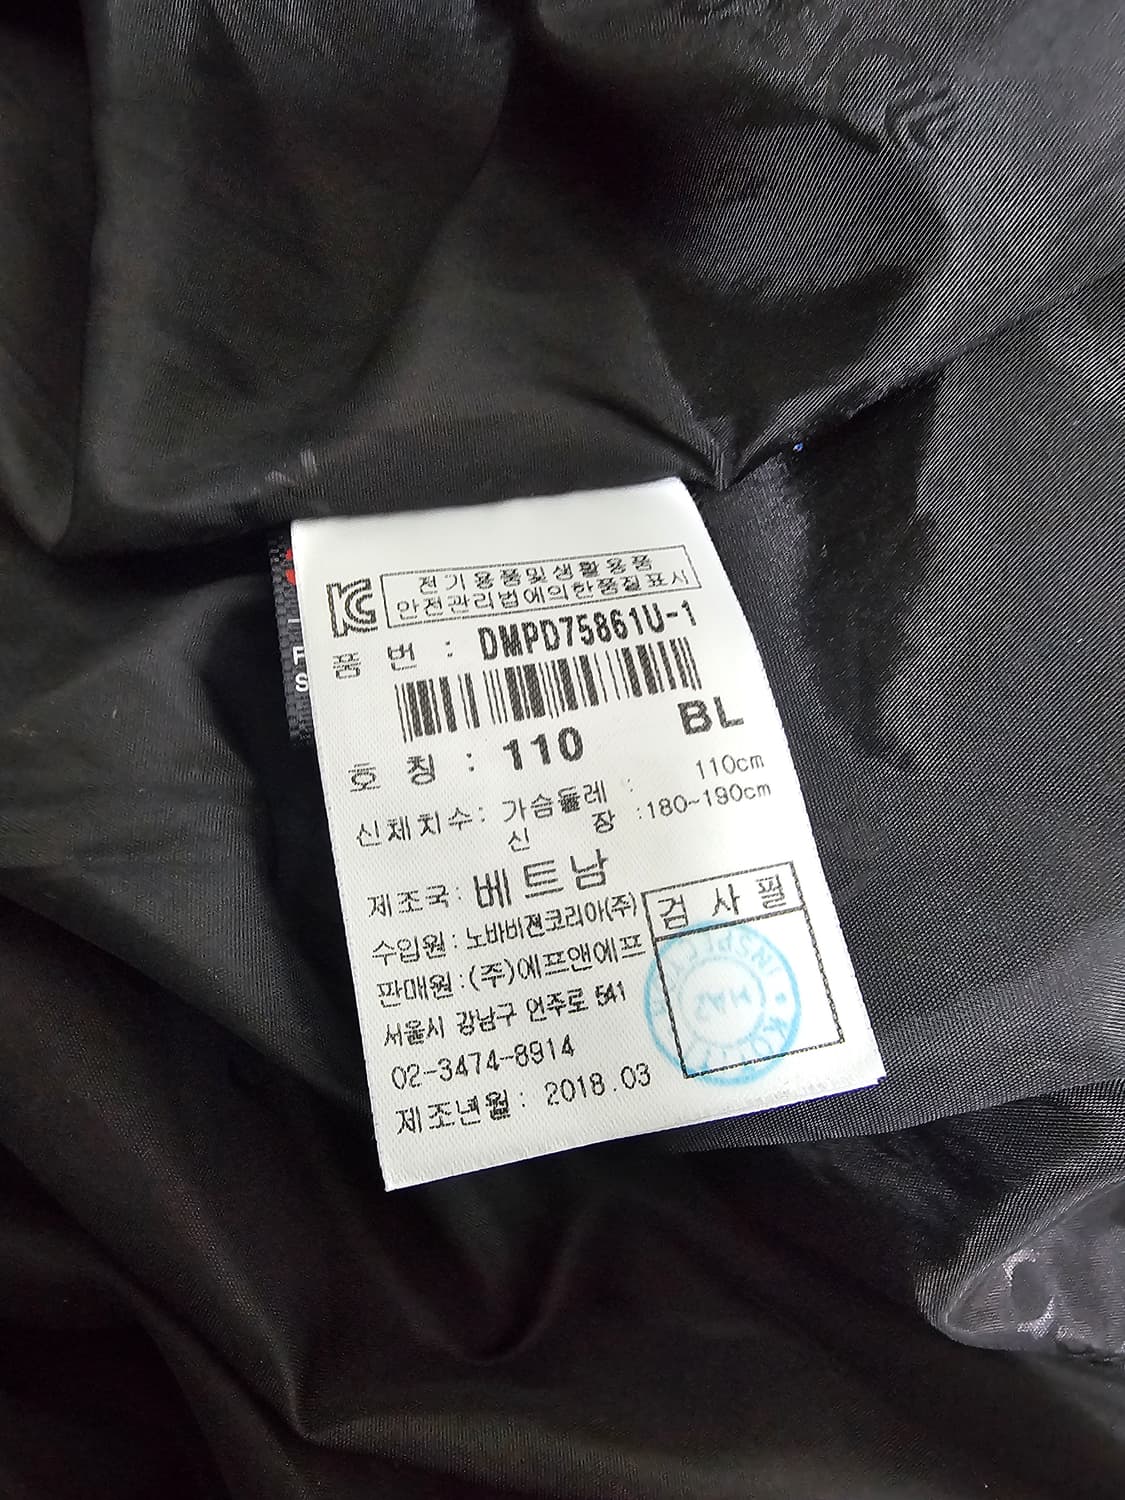 KC
전기용품및생활용품
안전관리법에의한품질표시
품 번 : DMPD75861U-1
호 칭 : 110 BL
신체치수: 가슴둘레 : 110cm
신 장 :180~190cm
제조국: 베트남
수입원:노바비젼코리아(주)
검 사 필
판매원:(주)에프앤에프
서울시 강남구 언주로 541
02-3474-8914
제조년월: 2018.03